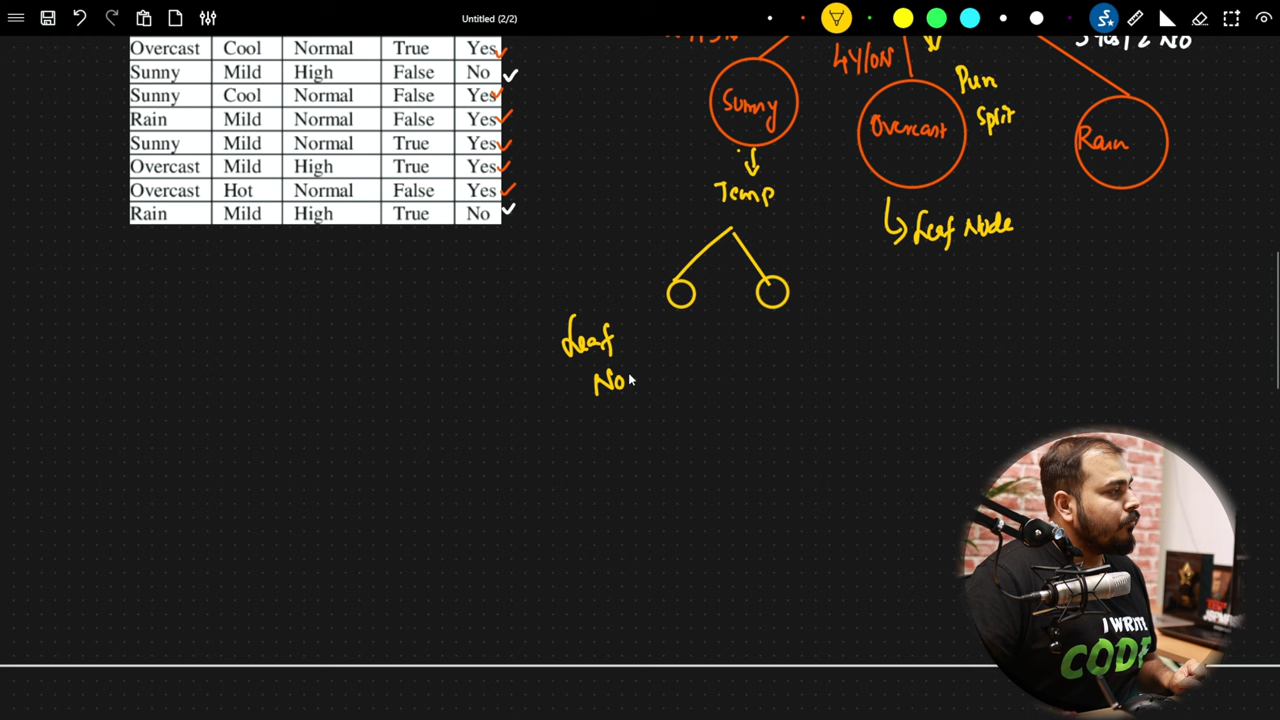 Untitled (2/2)
Overcast Cool Normal True Yes
Sunny Mild High False No
Sunny Cool Normal False Yes
Rain Mild Normal False Yes
Sunny Mild Normal True Yes
Overcast Mild High True Yes
Overcast Hot Normal False Yes
Rain Mild High True No
2 No
4Y/0N
Pure
Split
Sunny
Overcast
Rain
Temp
Leaf Node
Leaf
No
I WRITE
CODE